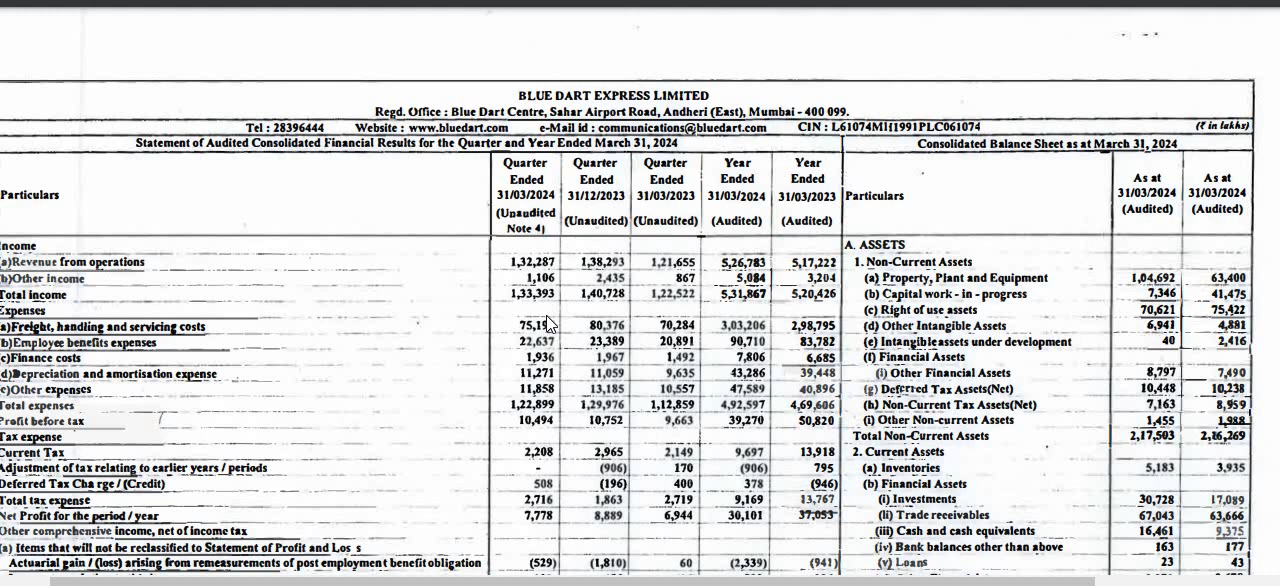 BLUE DART EXPRESS LIMITED
Regd. Office : Blue Dart Centre, Sahar Airport Road, Andheri (East), Mumbai - 400 099.
Tel : 28396444 Website : www.bluedart.com e-Mail id : communications@bluedart.com CIN : L61074MH1991PLC061074 (₹ in lakhs)
Statement of Audited Consolidated Financial Results for the Quarter and Year Ended March 31, 2024
Particulars Quarter Ended 31/03/2024 (Unaudited Note 4) Quarter Ended 31/12/2023 (Unaudited) Quarter Ended 31/03/2023 (Unaudited) Year Ended 31/03/2024 (Audited) Year Ended 31/03/2023 (Audited)
Income
(a)Revenue from operations 1,32,287 1,38,293 1,21,655 5,26,783 5,17,222
(b)Other income 1,106 2,435 867 5,084 3,204
Total income 1,33,393 1,40,728 1,22,522 5,31,867 5,20,426
Expenses
a)Freight, handling and servicing costs 75,19 80,376 70,284 3,03,206 2,98,795
(b)Employee benefits expenses 22,637 23,389 20,891 90,710 83,782
(c)Finance costs 1,936 1,967 1,492 7,806 6,685
(d)Depreciation and amortisation expense 11,271 11,059 9,635 43,286 39,448
(e)Other expenses 11,858 13,185 10,557 47,589 40,896
Total expenses 1,22,899 1,29,976 1,12,859 4,92,597 4,69,606
Profit before tax 10,494 10,752 9,663 39,270 50,820
Tax expense
Current Tax 2,208 2,965 2,149 9,697 13,918
Adjustment of tax relating to earlier years / periods - (906) 170 (906) 795
Deferred Tax Cha rge / (Credit) 508 (196) 400 378 (946)
Total tax expense 2,716 1,863 2,719 9,169 13,767
Net Profit for the period / year 7,778 8,889 6,944 30,101 37,053
Other comprehensive income, net of income tax
(a) Items that will not be reclassified to Statement of Profit and Los s
Actuarial gain / (loss) arising from remeasurements of post employment benefit obligation (529) (1,810) 60 (2,339) (941)
Consolidated Balance Sheet as at March 31, 2024
Particulars As at 31/03/2024 (Audited) As at 31/03/2024 (Audited)
A. ASSETS
1. Non-Current Assets
(a) Property, Plant and Equipment 1,04,692 63,400
(b) Capital work - in - progress 7,346 41,475
(c) Right of use assets 70,621 75,422
(d) Other Intangible Assets 6,941 4,881
(e) Intangible assets under development 40 2,416
(f) Financial Assets
(i) Other Financial Assets 8,797 7,490
(g) Deferred Tax Assets(Net) 10,448 10,238
(h) Non-Current Tax Assets(Net) 7,163 8,959
(i) Other Non-current Assets 1,455 1,988
Total Non-Current Assets 2,17,503 2,16,269
2. Current Assets
(a) Inventories 5,183 3,935
(b) Financial Assets
(i) Investments 30,728 17,089
(ii) Trade receivables 67,043 63,666
(iii) Cash and cash equivalents 16,461 9,375
(iv) Bank balances other than above 163 177
(v) Loans 23 43